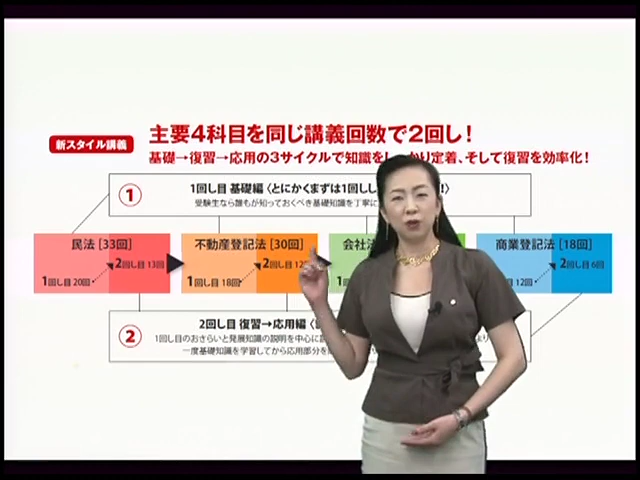 新スタイル講義
主要4科目を同じ講義回数で2回し!
基礎→復習→応用の3サイクルで知識をし かり定着、そして復習を効率化!
1
1回し目 基礎編〈とにかくまずは1回し !〉
受験生なら誰もが知っておくべき基礎知識を丁寧に
民法 [33回]
1回し目 20回
2回し目 13回
不動産登記法 [30回]
1回し目 18回
2回し目 12
会社法
1
商業登記法 [18回]
12回
2回し目 6回
2
2回し目 復習→応用編〈
1回し目のおさらいと発展知識の説明を中心に より
一度基礎知識を学習してから応用部分を